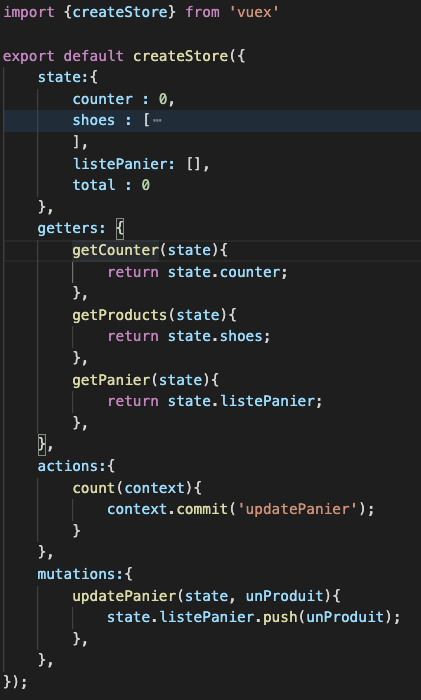 import {createStore} from 'vuex'

export default createStore({
    state:{
        counter : 0,
        shoes : [⋯
        ],
        listePanier: [],
        total : 0
    },
    getters: {
        getCounter(state){
            return state.counter;
        },
        getProducts(state){
            return state.shoes;
        },
        getPanier(state){
            return state.listePanier;
        },
    },
    actions:{
        count(context){
            context.commit('updatePanier');
        }
    },
    mutations:{
        updatePanier(state, unProduit){
            state.listePanier.push(unProduit);
        },
    },
});